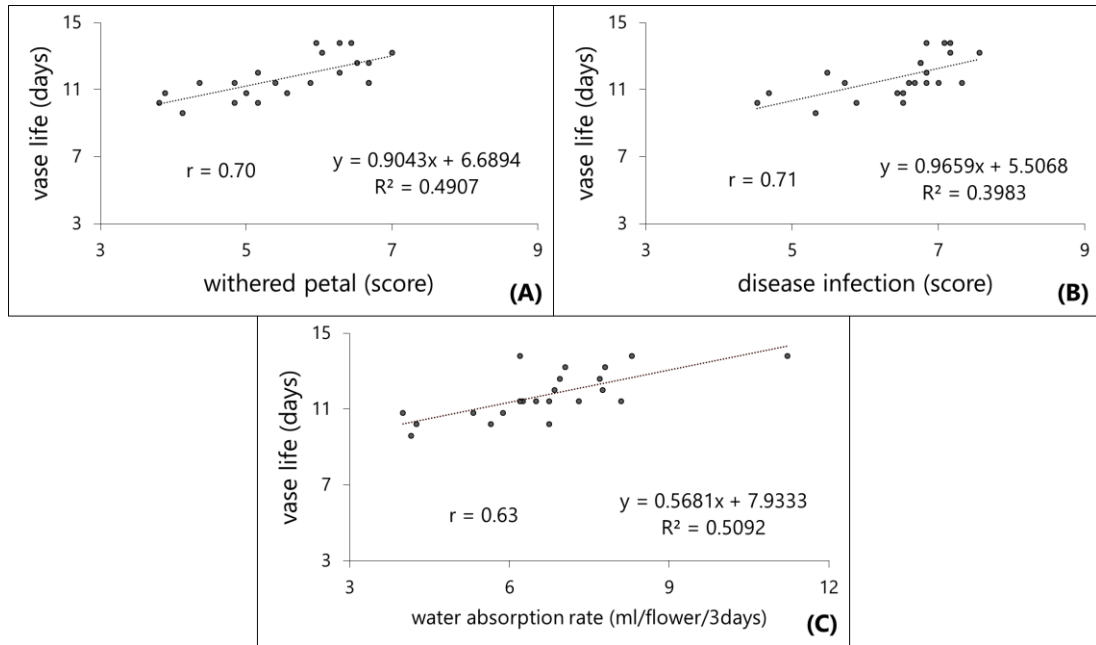 15
11
7
3
vase life (days)
r = 0.70
y = 0.9043x + 6.6894
R² = 0.4907
3 5 7 9
withered petal (score)
(A)
15
11
7
3
vase life (days)
r = 0.71
y = 0.9659x + 5.5068
R² = 0.3983
3 5 7 9
disease infection (score)
(B)
15
11
7
3
vase life (days)
r = 0.63
y = 0.5681x + 7.9333
R² = 0.5092
3 6 9 12
water absorption rate (ml/flower/3days)
(C)